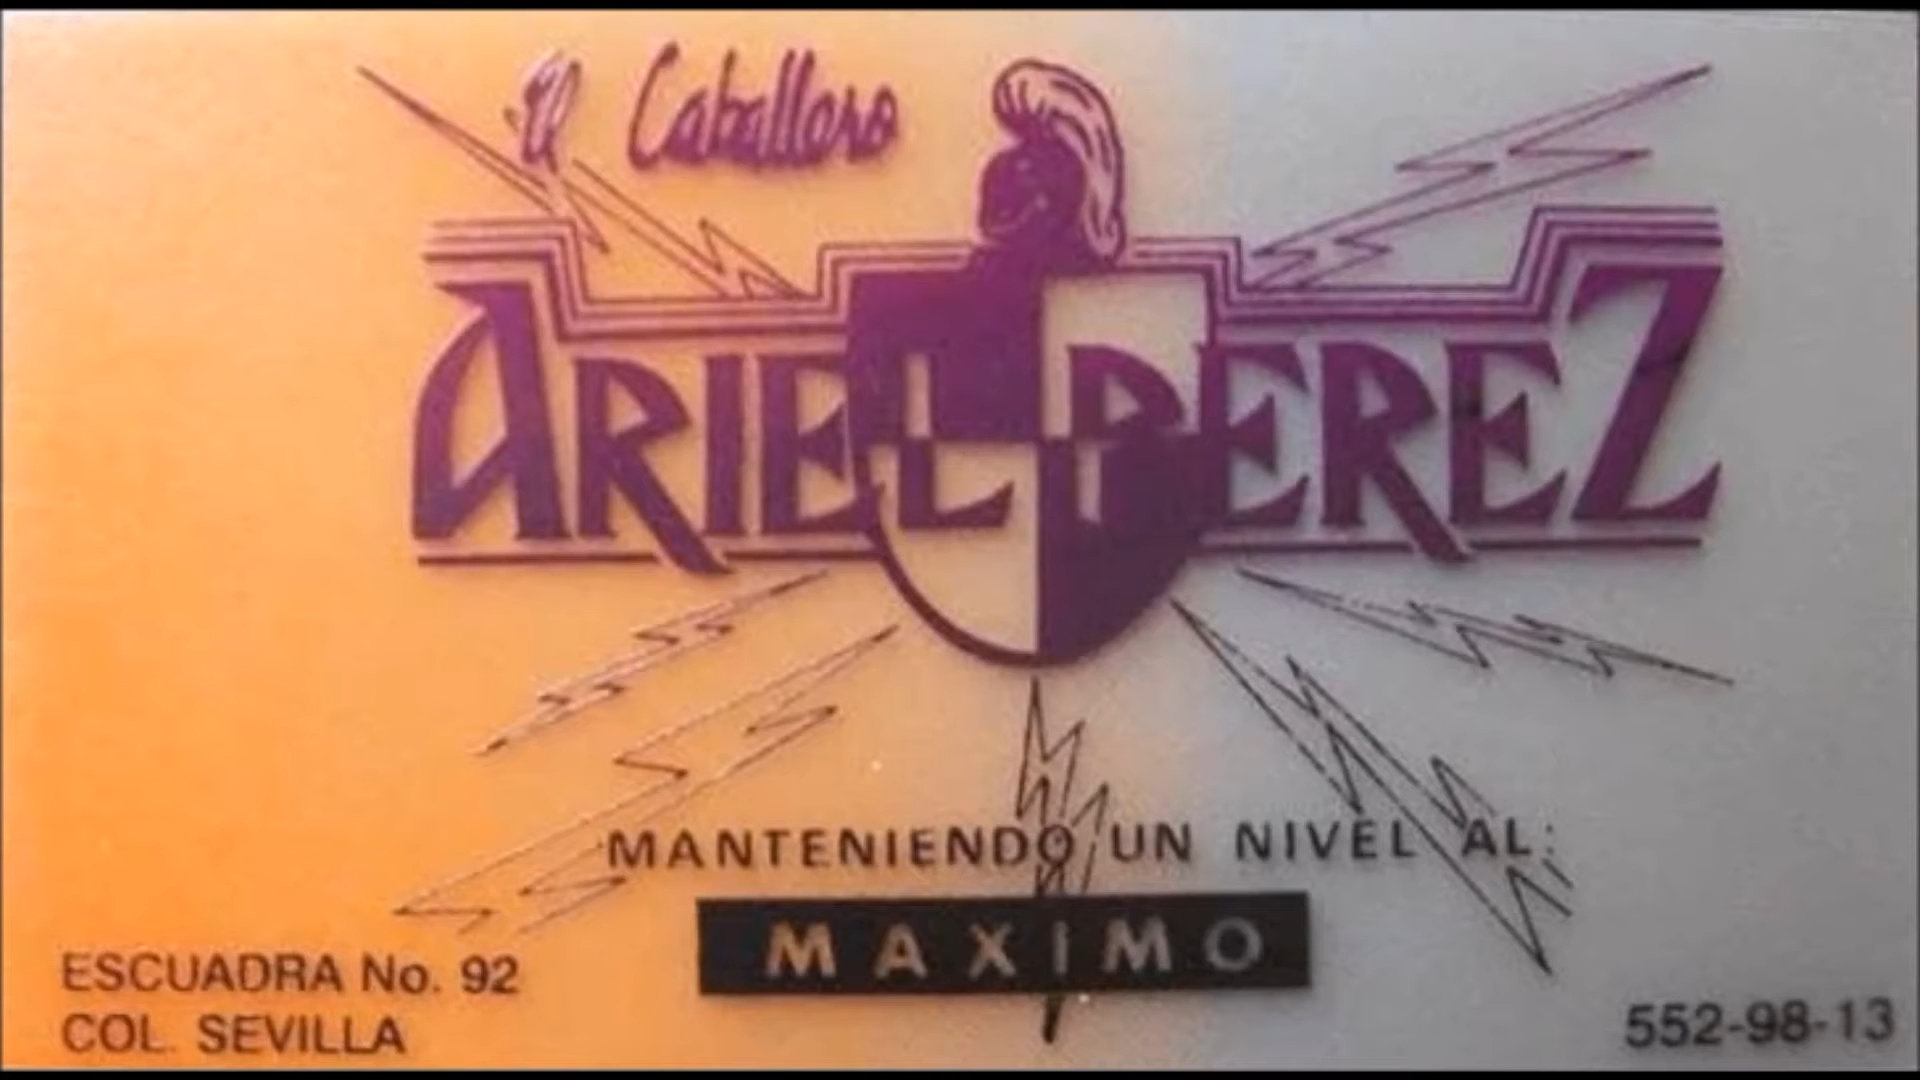 El Caballero
ARIEL PEREZ
MANTENIENDO UN NIVEL AL:
MAXIMO
ESCUADRA No. 92
COL. SEVILLA
552-98-13